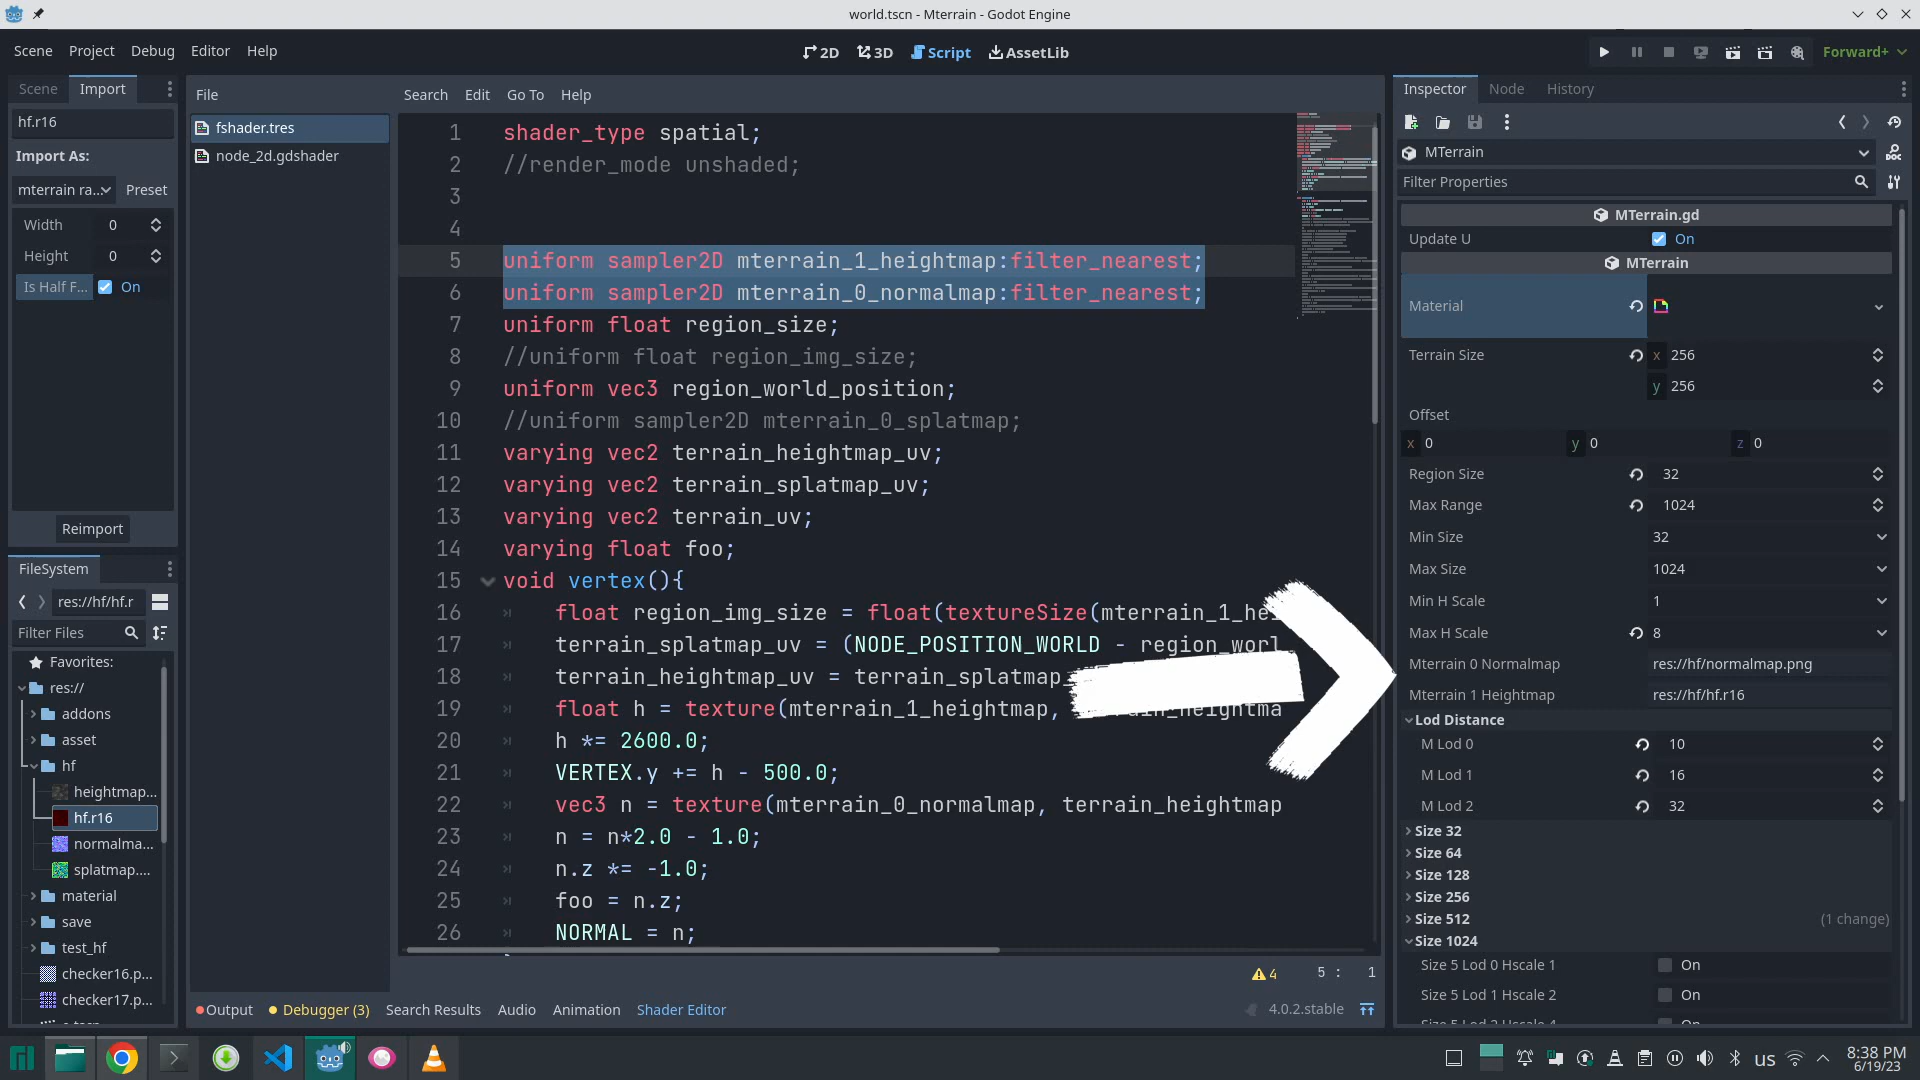 world.tscn - Mterrain - Godot Engine
Scene Project Debug Editor Help
2D 3D Script AssetLib
Forward+
Scene Import
hf.r16
Import As:
mterrain ra... Preset
Width 0
Height 0
Is Half F... On
Reimport
FileSystem
res://hf/hf.r
Filter Files
Favorites:
res://
addons
asset
hf
heightmap...
hf.r16
normalma...
splatmap....
material
save
test_hf
checker16.p...
checker17.p...
File
fshader.tres
node_2d.gdshader
Search Edit Go To Help
1 shader_type spatial;
2 //render_mode unshaded;
3
4
5 uniform sampler2D mterrain_1_heightmap:filter_nearest;
6 uniform sampler2D mterrain_0_normalmap:filter_nearest;
7 uniform float region_size;
8 //uniform float region_img_size;
9 uniform vec3 region_world_position;
10 //uniform sampler2D mterrain_0_splatmap;
11 varying vec2 terrain_heightmap_uv;
12 varying vec2 terrain_splatmap_uv;
13 varying vec2 terrain_uv;
14 varying float foo;
15 void vertex(){
16 float region_img_size = float(textureSize(mterrain_1_he
17 terrain_splatmap_uv = (NODE_POSITION_WORLD - region_worl
18 terrain_heightmap_uv = terrain_splatmap
19 float h = texture(mterrain_1_heightmap,
20 h *= 2600.0;
21 VERTEX.y += h - 500.0;
22 vec3 n = texture(mterrain_0_normalmap, terrain_heightmap
23 n = n*2.0 - 1.0;
24 n.z *= -1.0;
25 foo = n.z;
26 NORMAL = n;
4 5 : 1
Output Debugger (3) Search Results Audio Animation Shader Editor 4.0.2.stable
Inspector Node History
MTerrain
Filter Properties
MTerrain.gd
Update U On
MTerrain
Material
Terrain Size x 256
y 256
Offset
x 0 y 0 z 0
Region Size 32
Max Range 1024
Min Size 32
Max Size 1024
Min H Scale 1
Max H Scale 8
Mterrain 0 Normalmap res://hf/normalmap.png
Mterrain 1 Heightmap res://hf/hf.r16
Lod Distance
M Lod 0 10
M Lod 1 16
M Lod 2 32
Size 32
Size 64
Size 128
Size 256
Size 512 (1 change)
Size 1024
Size 5 Lod 0 Hscale 1 On
Size 5 Lod 1 Hscale 2 On
us 8:38 PM
6/19/23